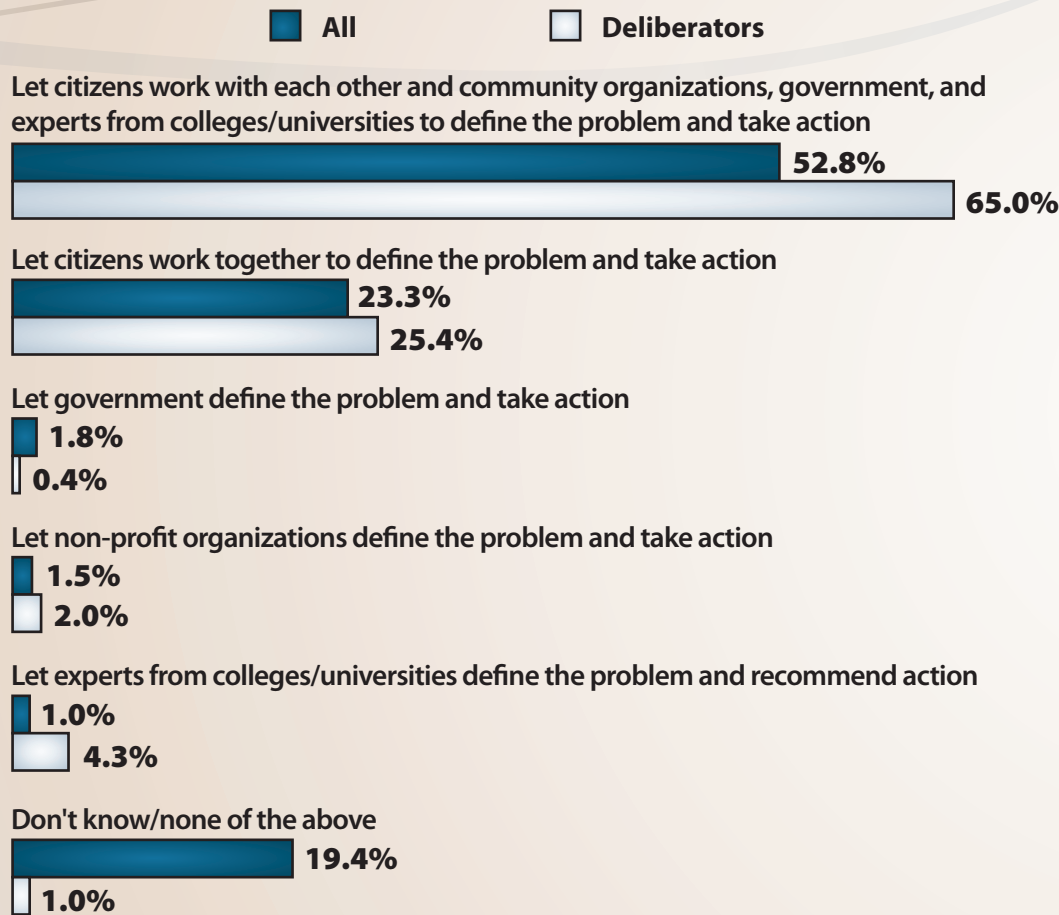 All Deliberators
Let citizens work with each other and community organizations, government, and
experts from colleges/universities to define the problem and take action
52.8%
65.0%
Let citizens work together to define the problem and take action
23.3%
25.4%
Let government define the problem and take action
1.8%
0.4%
Let non-profit organizations define the problem and take action
1.5%
2.0%
Let experts from colleges/universities define the problem and recommend action
1.0%
4.3%
Don't know/none of the above
19.4%
1.0%